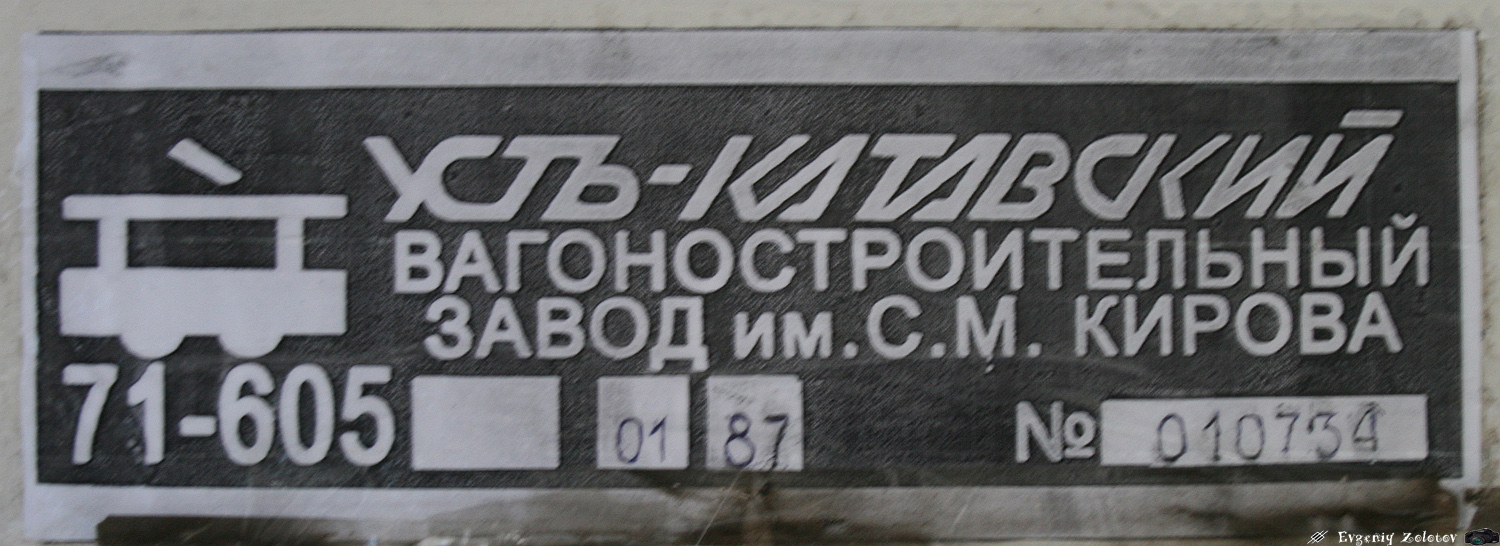 УСТЬ-КАТАВСКИЙ
ВАГОНОСТРОИТЕЛЬНЫЙ
ЗАВОД им. С.М. КИРОВА
71-605 01 87 № 010734
Evgeniy Zolotov